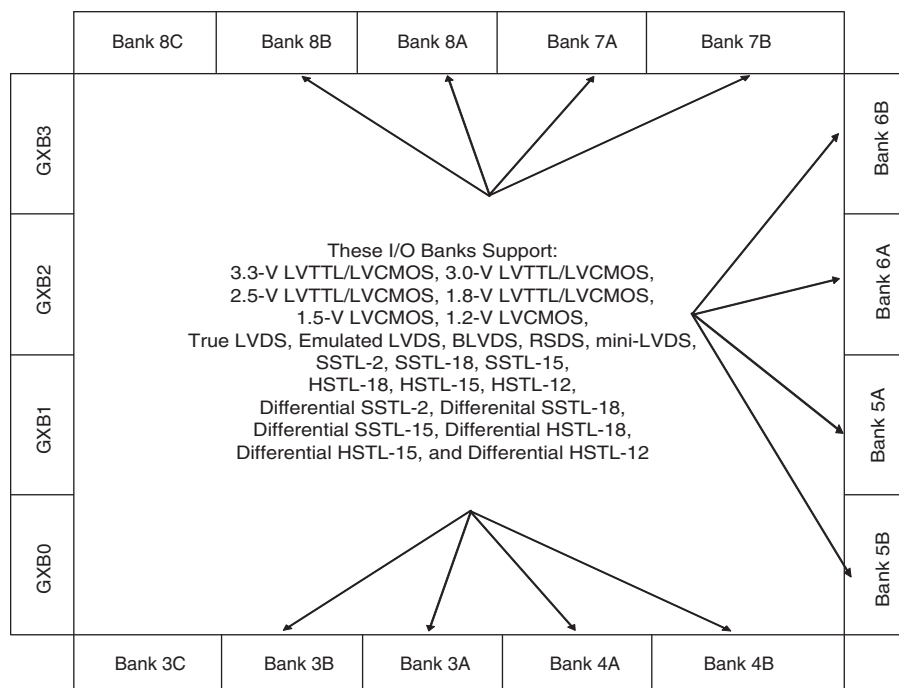 Bank 8C
Bank 8B
Bank 8A
Bank 7A
Bank 7B
GXB3
GXB2
GXB1
GXB0
Bank 6B
Bank 6A
Bank 5A
Bank 5B
These I/O Banks Support:
3.3-V LVTTL/LVCMOS, 3.0-V LVTTL/LVCMOS,
2.5-V LVTTL/LVCMOS, 1.8-V LVTTL/LVCMOS,
1.5-V LVCMOS, 1.2-V LVCMOS,
True LVDS, Emulated LVDS, BLVDS, RSDS, mini-LVDS,
SSTL-2, SSTL-18, SSTL-15,
HSTL-18, HSTL-15, HSTL-12,
Differential SSTL-2, Differenital SSTL-18,
Differential SSTL-15, Differential HSTL-18,
Differential HSTL-15, and Differential HSTL-12
Bank 3C
Bank 3B
Bank 3A
Bank 4A
Bank 4B